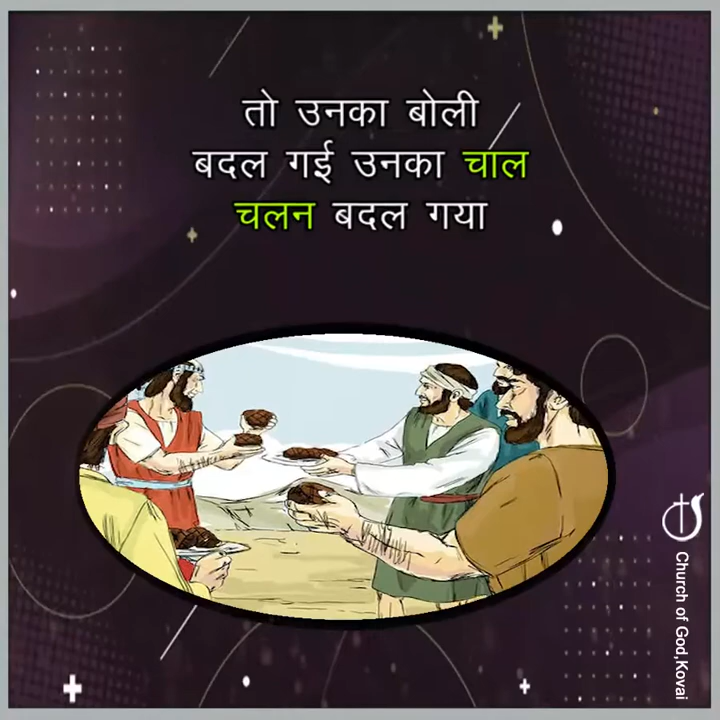 तो उनका बोली
बदल गई उनका चाल
चलन बदल गया
Church of God,Kovai